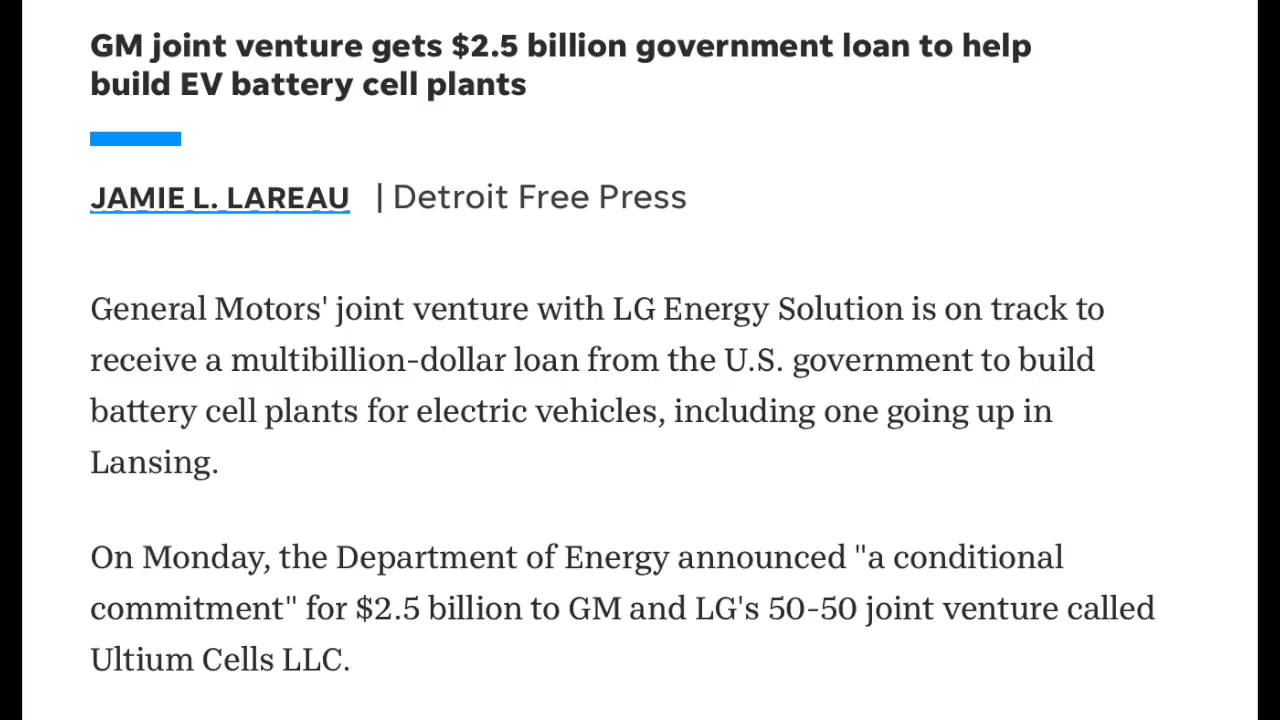 GM joint venture gets $2.5 billion government loan to help
build EV battery cell plants
JAMIE L. LAREAU | Detroit Free Press
General Motors' joint venture with LG Energy Solution is on track to
receive a multibillion-dollar loan from the U.S. government to build
battery cell plants for electric vehicles, including one going up in
Lansing.
On Monday, the Department of Energy announced "a conditional
commitment" for $2.5 billion to GM and LG's 50-50 joint venture called
Ultium Cells LLC.